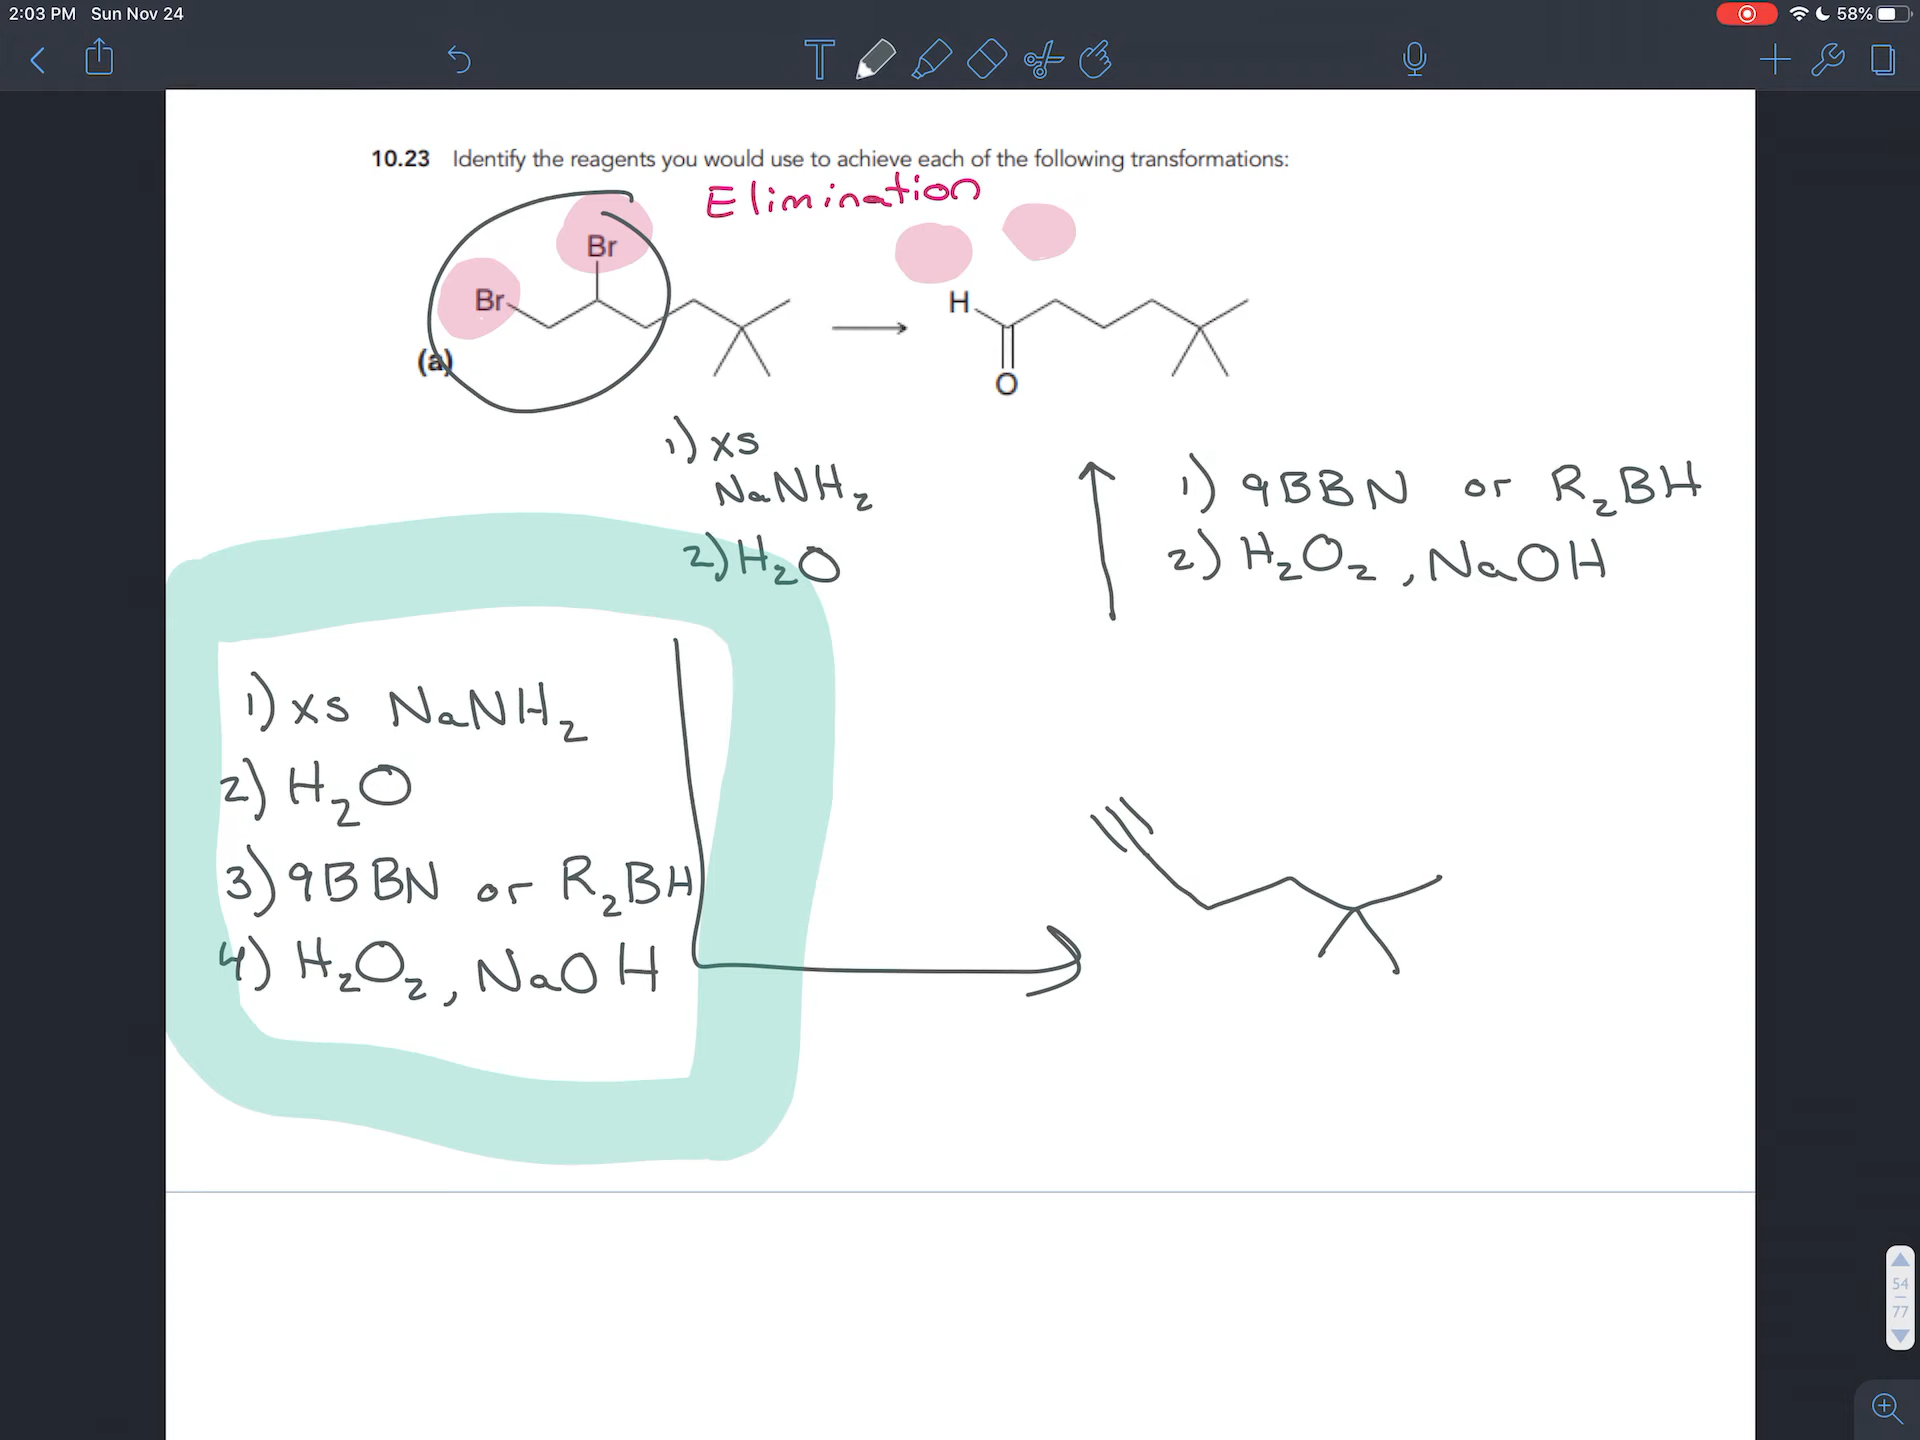 2:03 PM Sun Nov 24
58%
10.23 Identify the reagents you would use to achieve each of the following transformations:
Elimination
Br
Br
H
O
(a)
1) xs
NaNH2
2) H2O
1) 9BBN or R2BH
2) H2O2, NaOH
1) xs NaNH2
2) H2O
3) 9BBN or R2BH
4) H2O2, NaOH
54
77